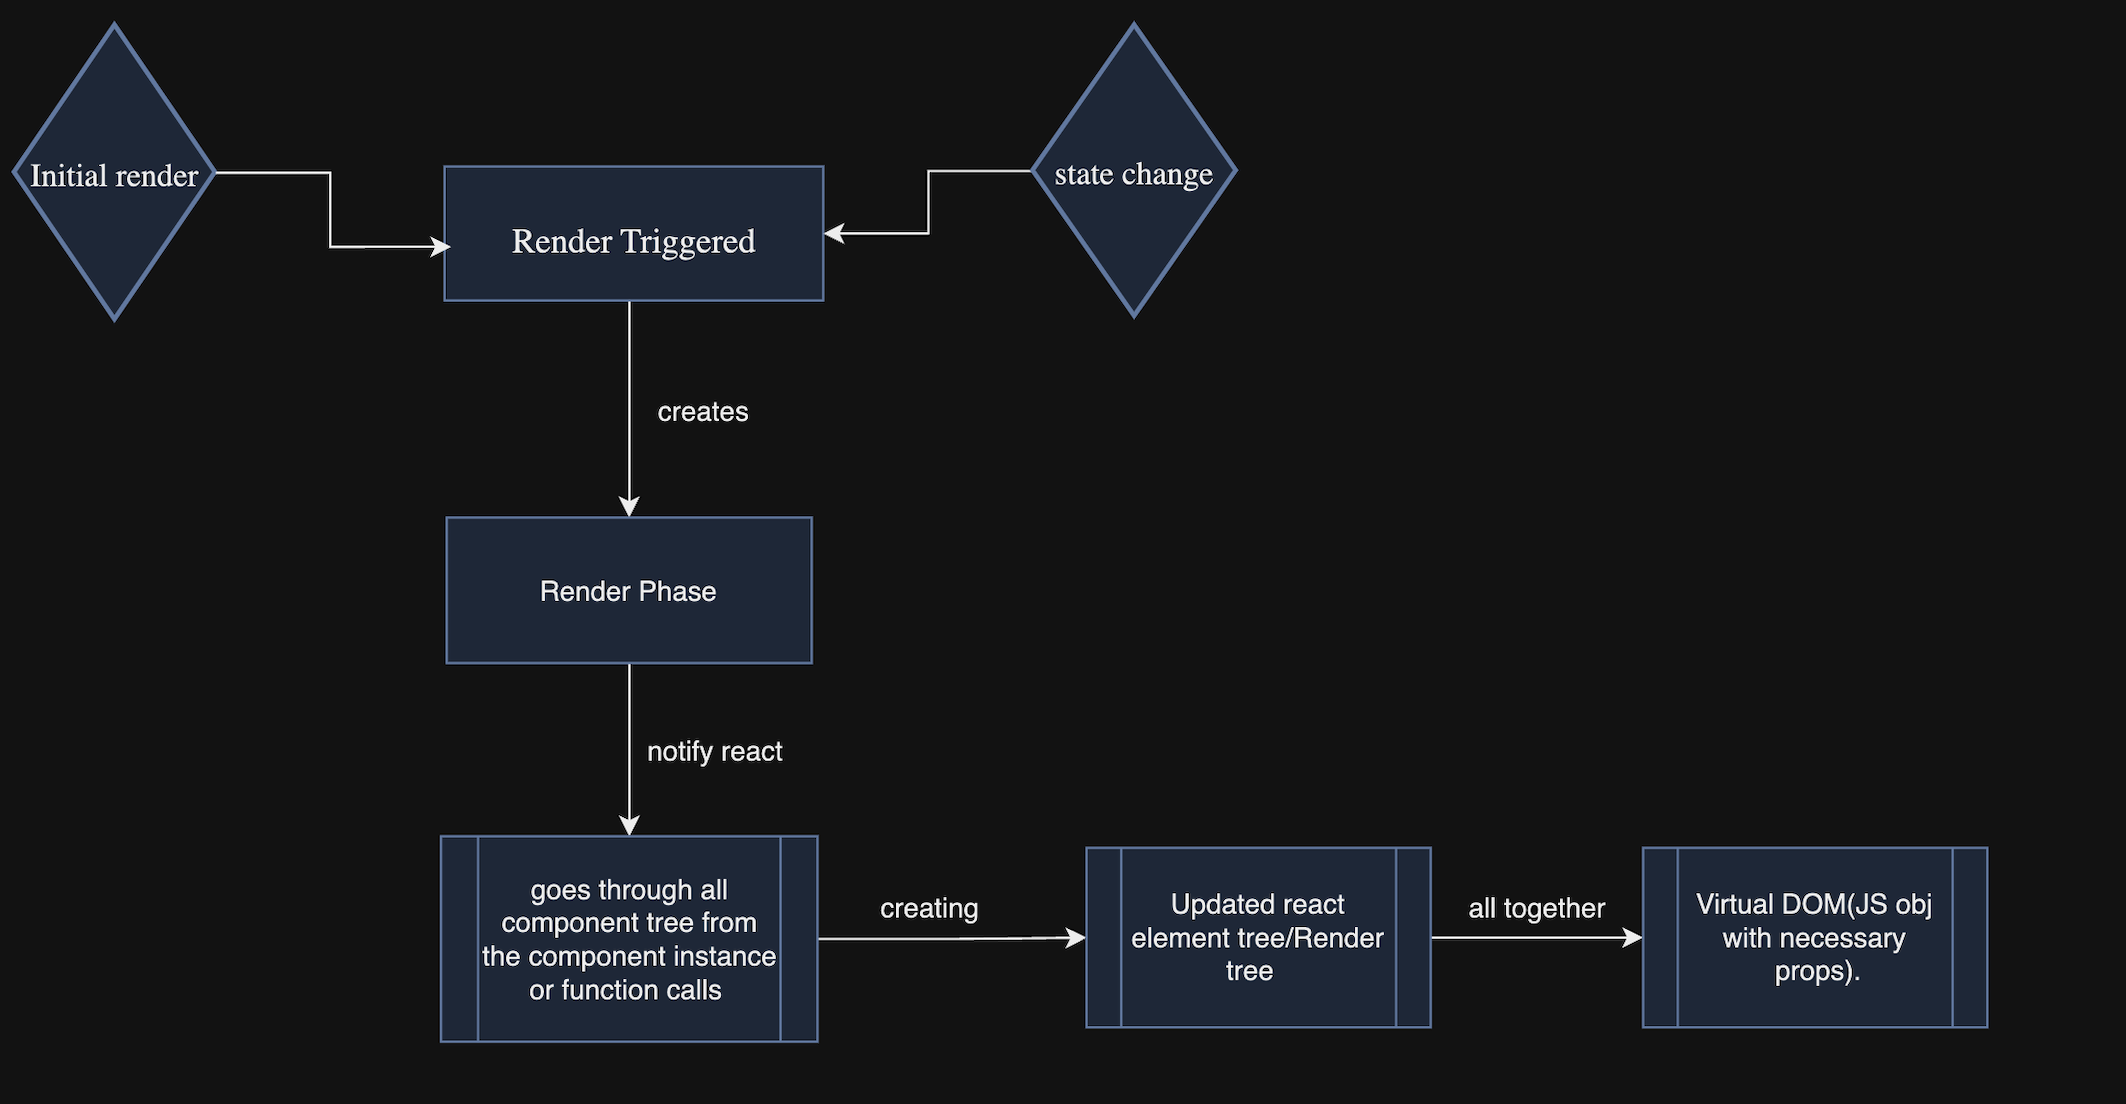 Initial render
state change
Render Triggered
creates
Render Phase
notify react
goes through all
component tree from
the component instance
or function calls
creating
Updated react
element tree/Render
tree
all together
Virtual DOM(JS obj
with necessary
props).